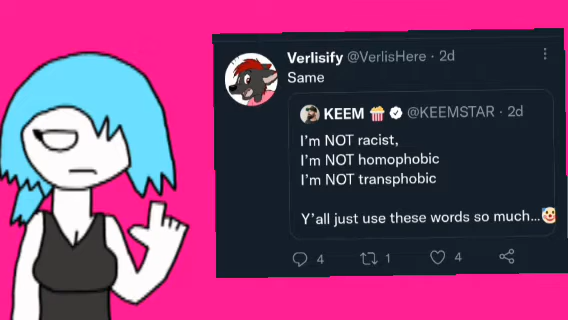 Verlisify @VerlisHere · 2d
Same
KEEM 🍿 @KEEMSTAR · 2d
I'm NOT racist,
I'm NOT homophobic
I'm NOT transphobic
Y'all just use these words so much...🤡
4 1 4